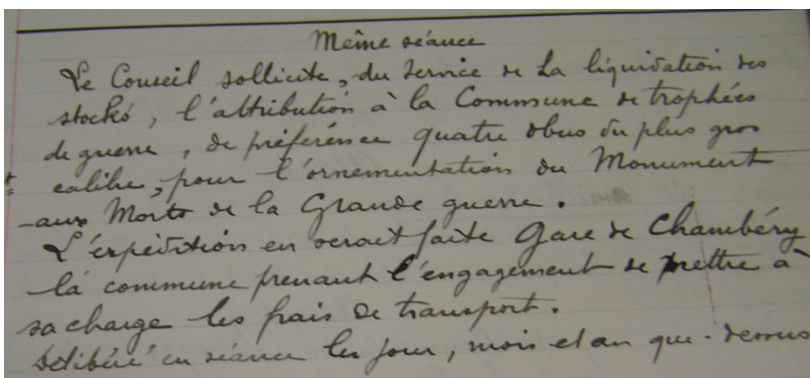 Même séance
Le Conseil sollicite, du service de la liquidation des
stocks, l'attribution à la Commune de trophées
de guerre, de préférence quatre obus du plus gros
calibre, pour l'ornementation du Monument
aux Morts de la Grande guerre.
L'expédition en serait faite Gare de Chambéry
la commune prenant l'engagement de mettre à
sa charge les frais de transport.
Délibéré en séance les jour, mois et an que-dessus